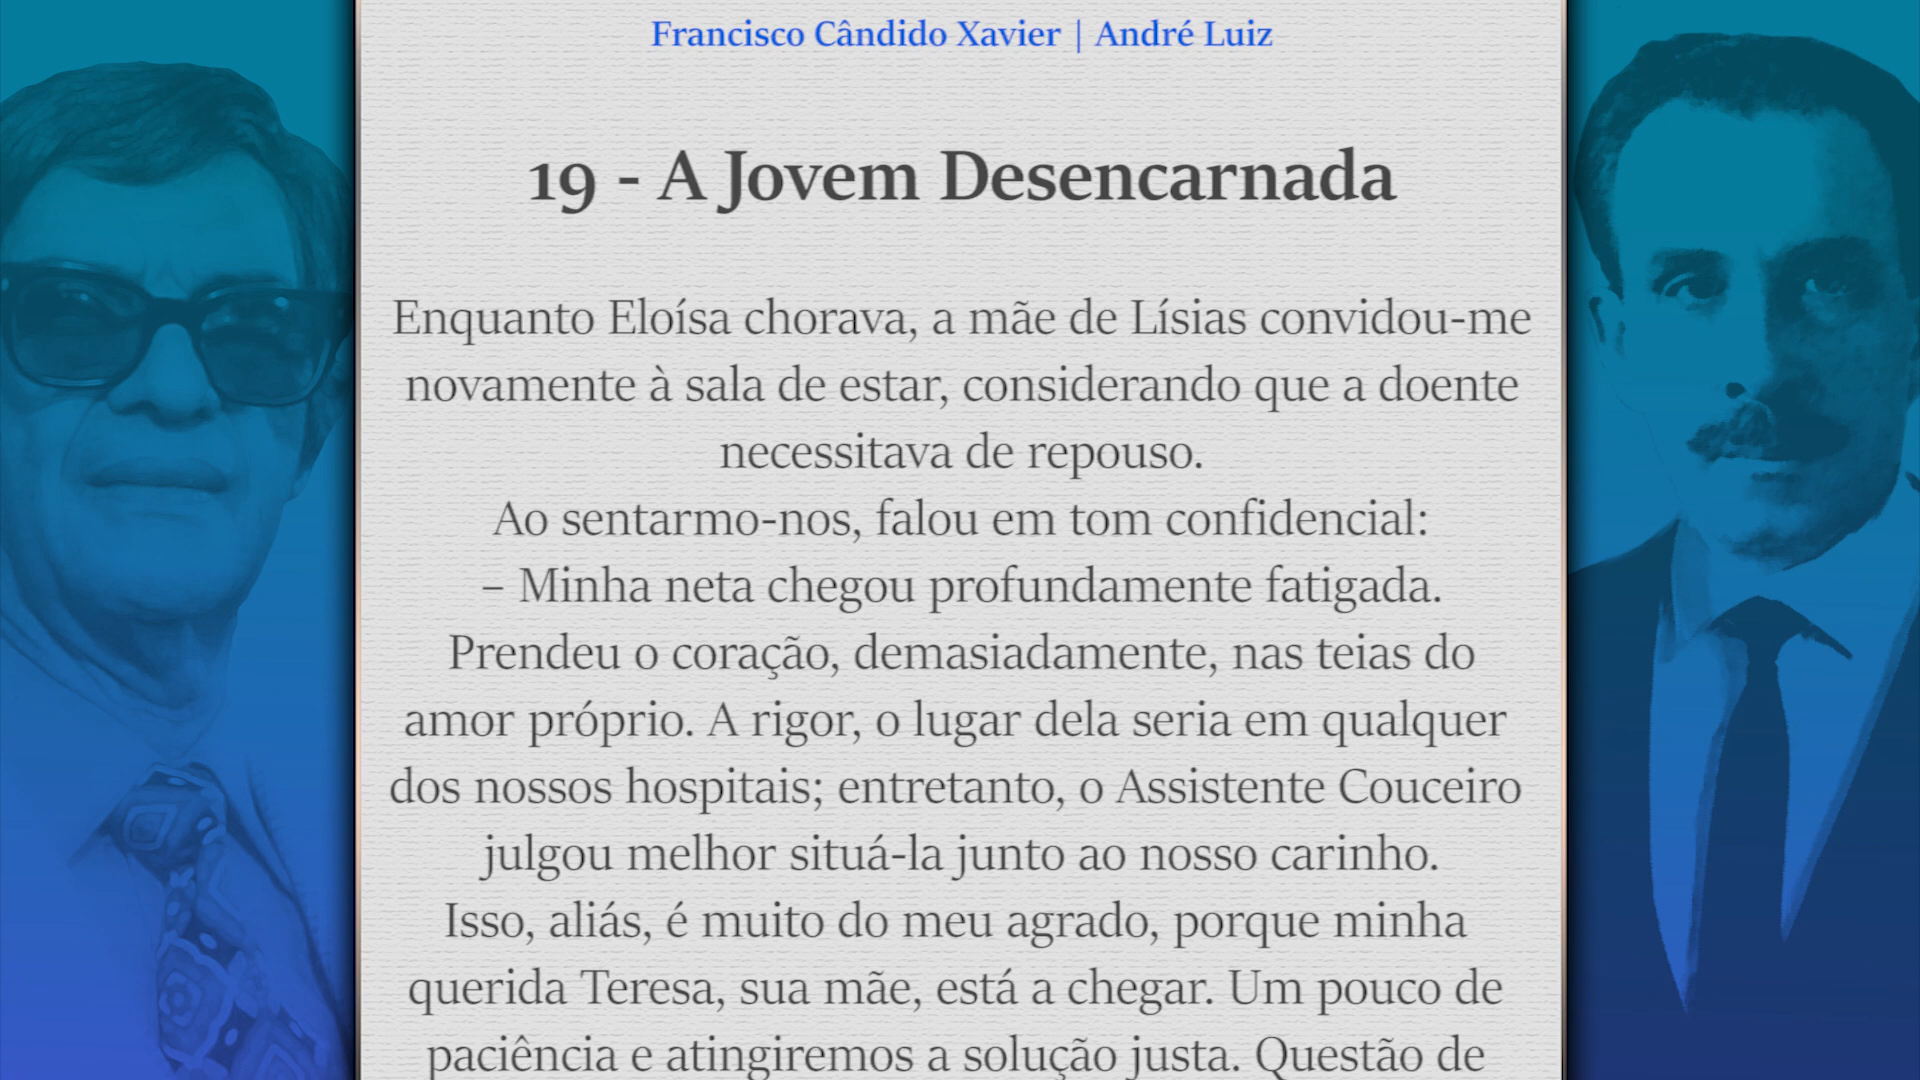 Francisco Cândido Xavier | André Luiz
19 - A Jovem Desencarnada
Enquanto Eloísa chorava, a mãe de Lísias convidou-me
novamente à sala de estar, considerando que a doente
necessitava de repouso.
Ao sentarmo-nos, falou em tom confidencial:
– Minha neta chegou profundamente fatigada.
Prendeu o coração, demasiadamente, nas teias do
amor próprio. A rigor, o lugar dela seria em qualquer
dos nossos hospitais; entretanto, o Assistente Couceiro
julgou melhor situá-la junto ao nosso carinho.
Isso, aliás, é muito do meu agrado, porque minha
querida Teresa, sua mãe, está a chegar. Um pouco de
paciência e atingiremos a solução justa. Questão de